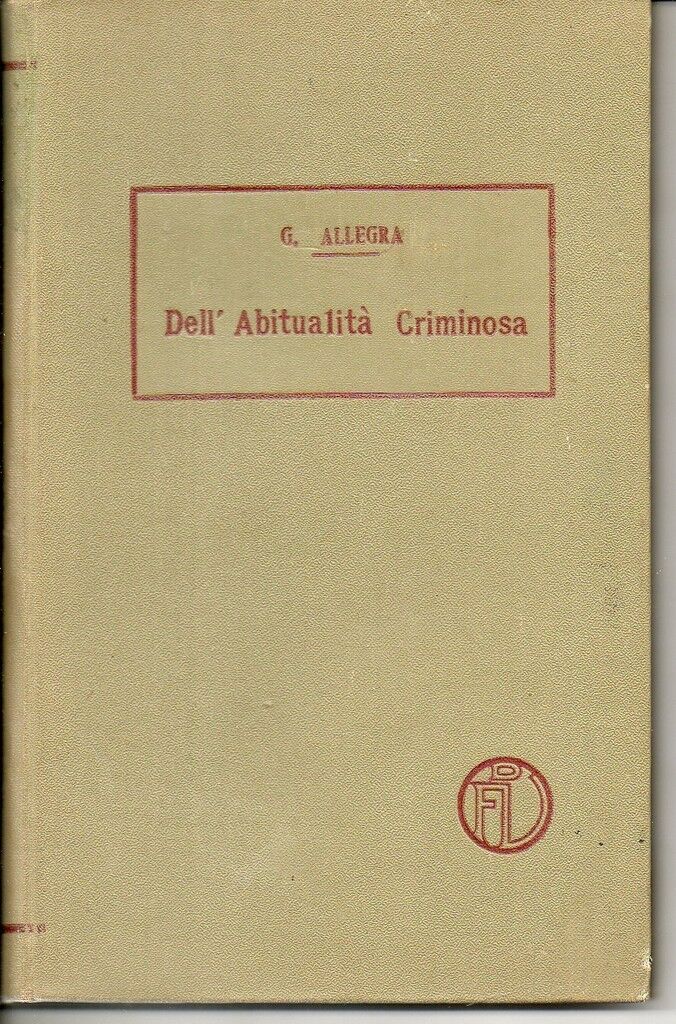 G. ALLEGRA
Dell' Abitualità Criminosa